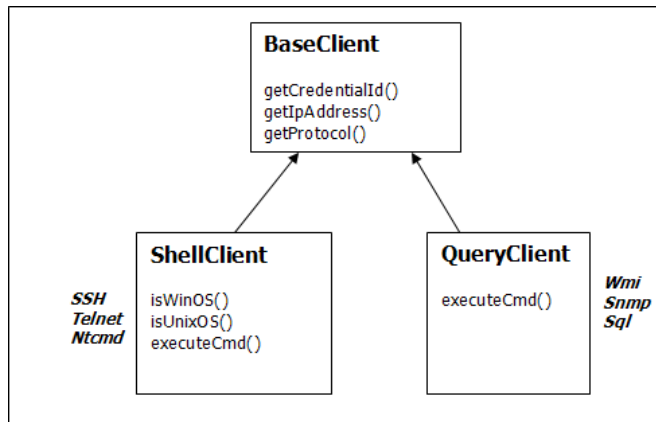 BaseClient
getCredentialId()
getIpAddress()
getProtocol()
ShellClient
isWinOS()
isUnixOS()
executeCmd()
SSH
Telnet
Ntcmd
QueryClient
executeCmd()
Wmi
Snmp
Sql